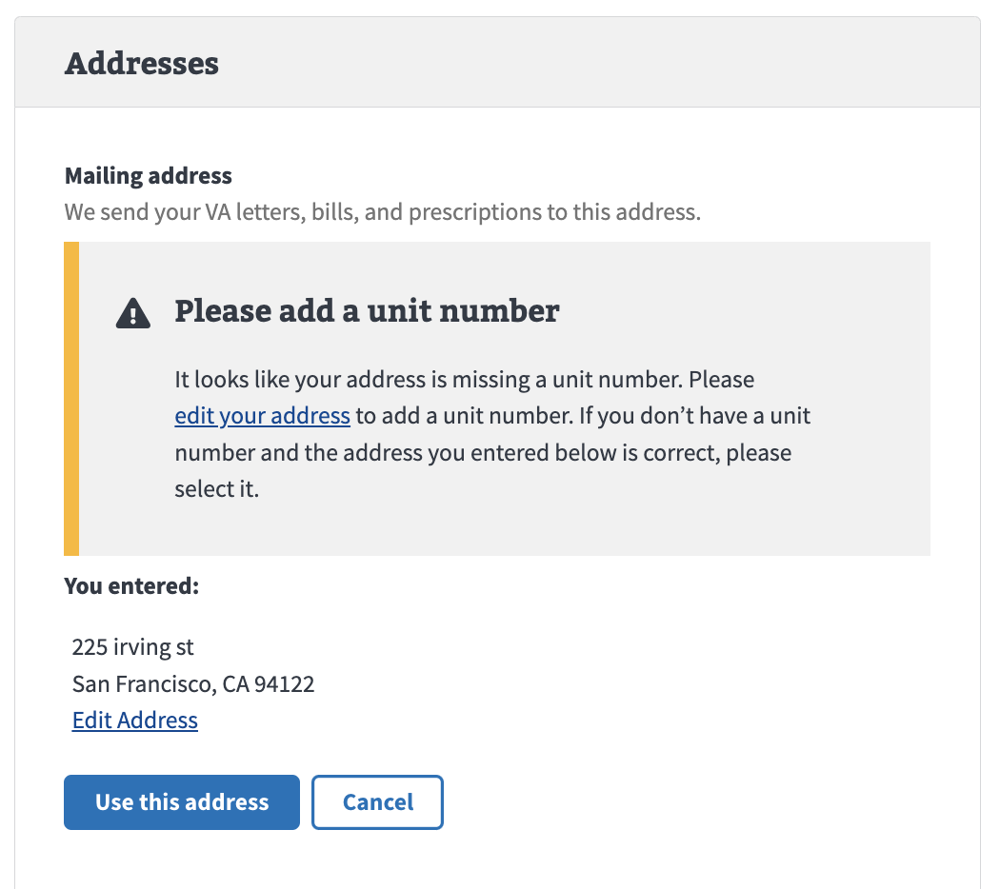 Addresses
Mailing address
We send your VA letters, bills, and prescriptions to this address.
Please add a unit number
It looks like your address is missing a unit number. Please
edit your address to add a unit number. If you don’t have a unit
number and the address you entered below is correct, please
select it.
You entered:
225 irving st
San Francisco, CA 94122
Edit Address
Use this address Cancel